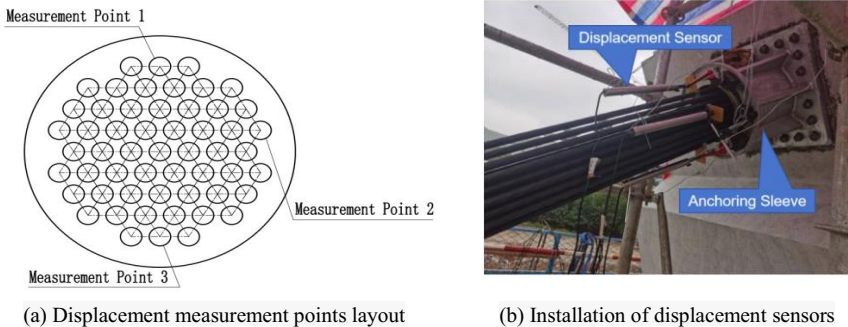 Measurement Point 1
Measurement Point 2
Measurement Point 3
Displacement Sensor
Anchoring Sleeve
(a) Displacement measurement points layout
(b) Installation of displacement sensors